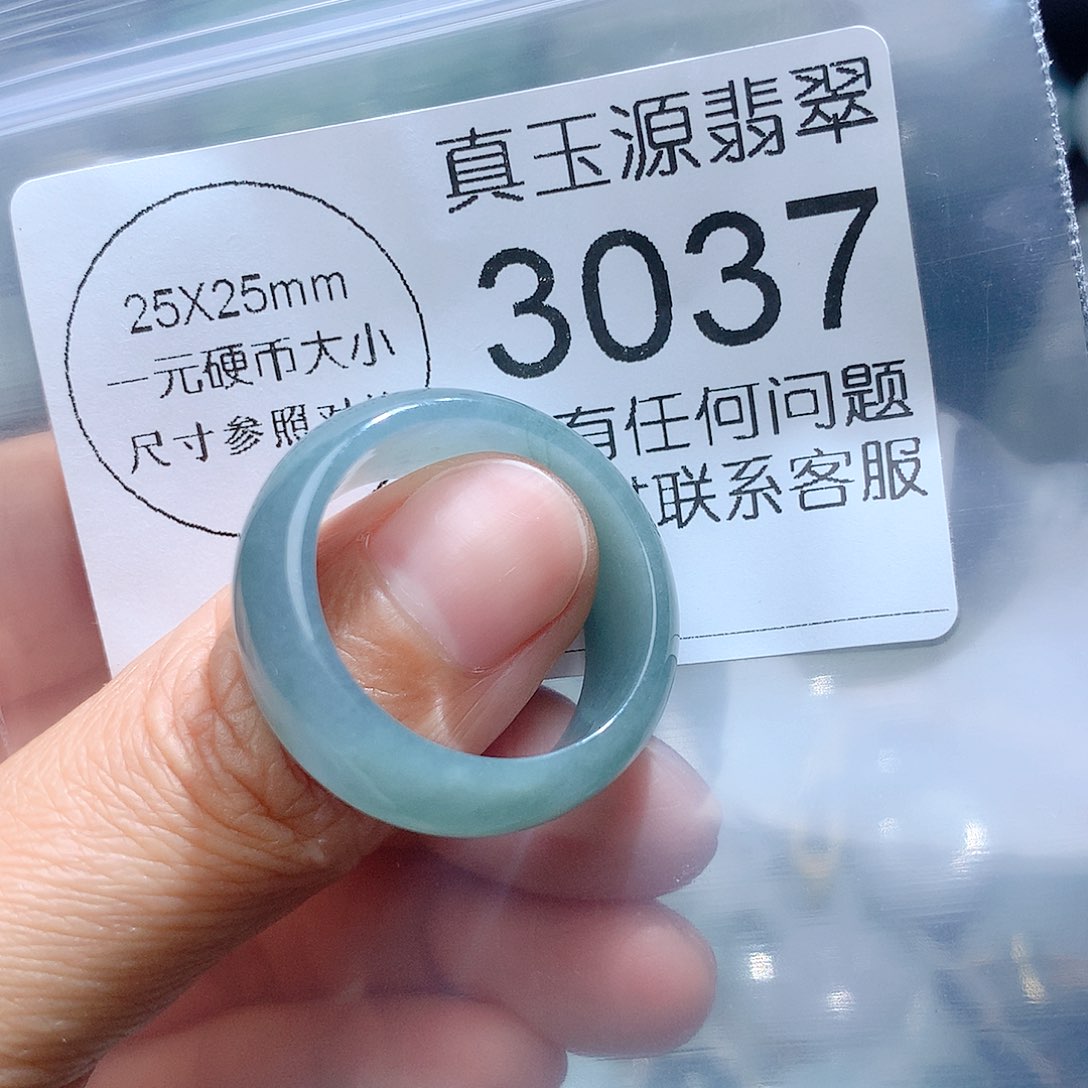 真玉源翡翠
3037
25X25mm
一元硬币大小
尺寸参照
有任何问题
联系客服